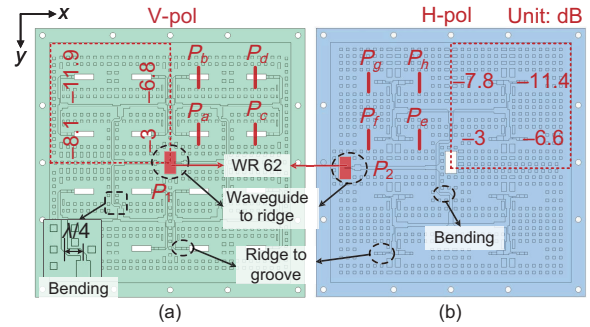 x
y
V-pol
H-pol
Unit: dB
–11.9
–6.8
–8.1
–3
P_b
P_d
P_a
P_c
P_1
P_g
P_h
P_f
P_e
P_2
–7.8
–11.4
–3
–6.6
WR 62
Waveguide
to ridge
Ridge to
groove
λ/4
Bending
Bending
(a)
(b)